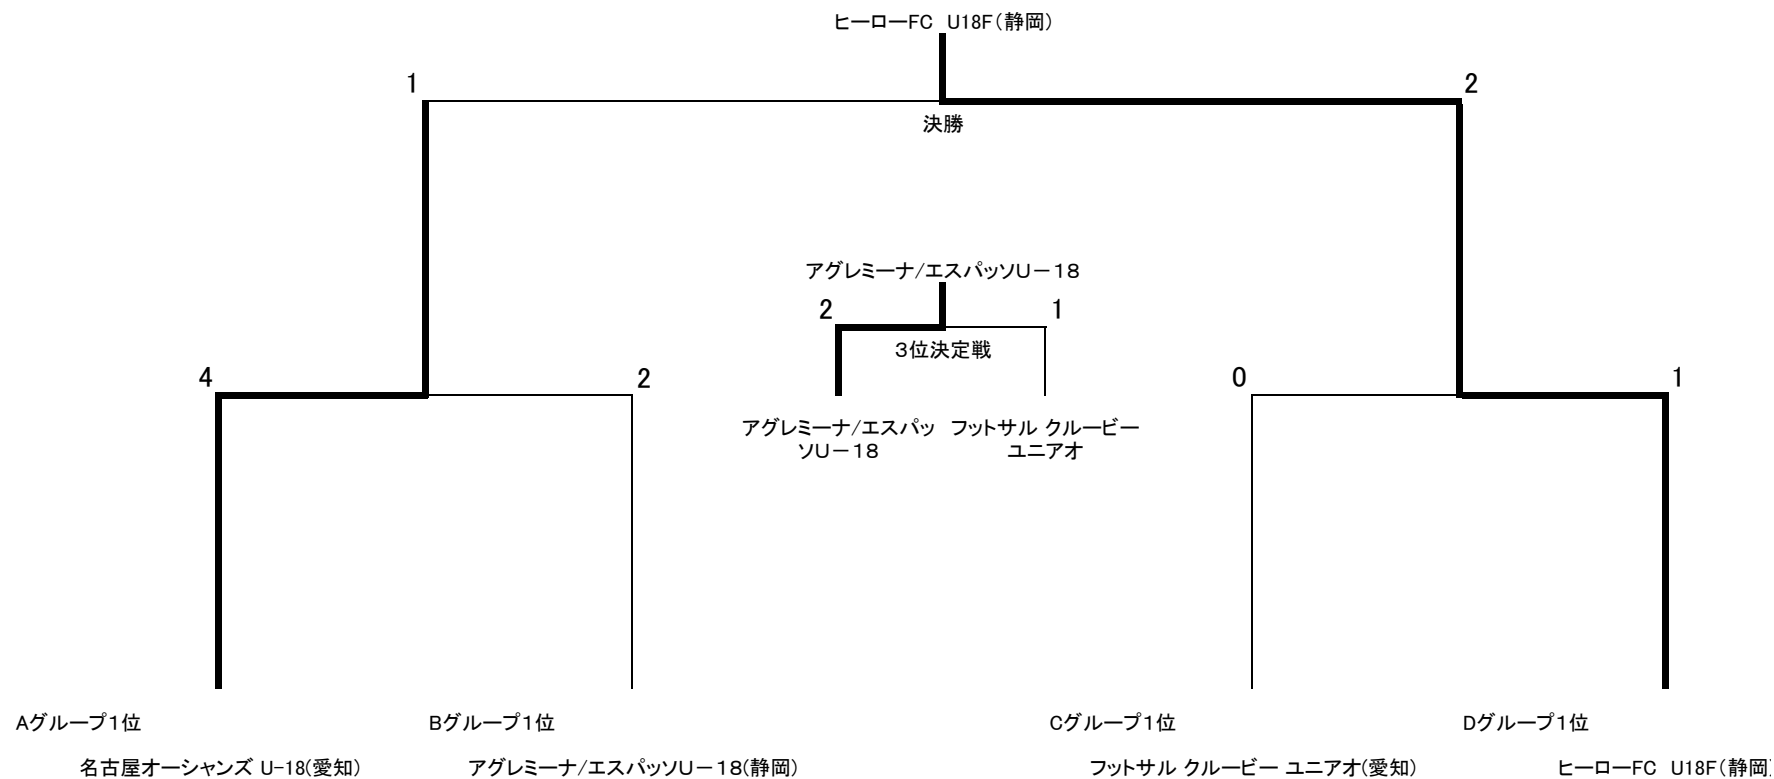 ヒーローFC U18F(静岡)
1
2
決勝
アグレミーナ/エスパッソU-18
2
1
3位決定戦
4
2
0
1
アグレミーナ/エスパッ
ソU-18
フットサル クルービー
ユニアオ
Aグループ1位
Bグループ1位
Cグループ1位
Dグループ1位
名古屋オーシャンズ U-18(愛知)
アグレミーナ/エスパッソU-18(静岡)
フットサル クルービー ユニアオ(愛知)
ヒーローFC U18F(静岡)